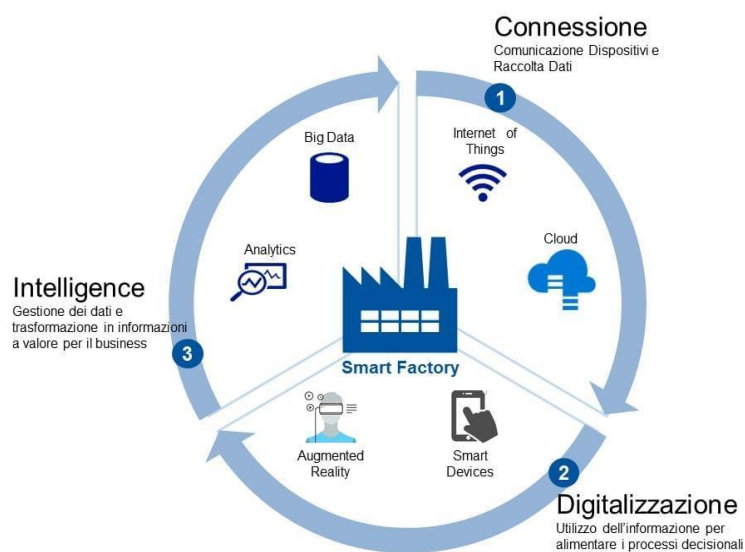 Connessione
Comunicazione Dispositivi e
Raccolta Dati
1
Internet of
Things
Cloud
Big Data
Analytics
Intelligence
Gestione dei dati e
trasformazione in informazioni
a valore per il business
3
Smart Factory
Augmented
Reality
Smart
Devices
2
Digitalizzazione
Utilizzo dell'informazione per
alimentare i processi decisionali